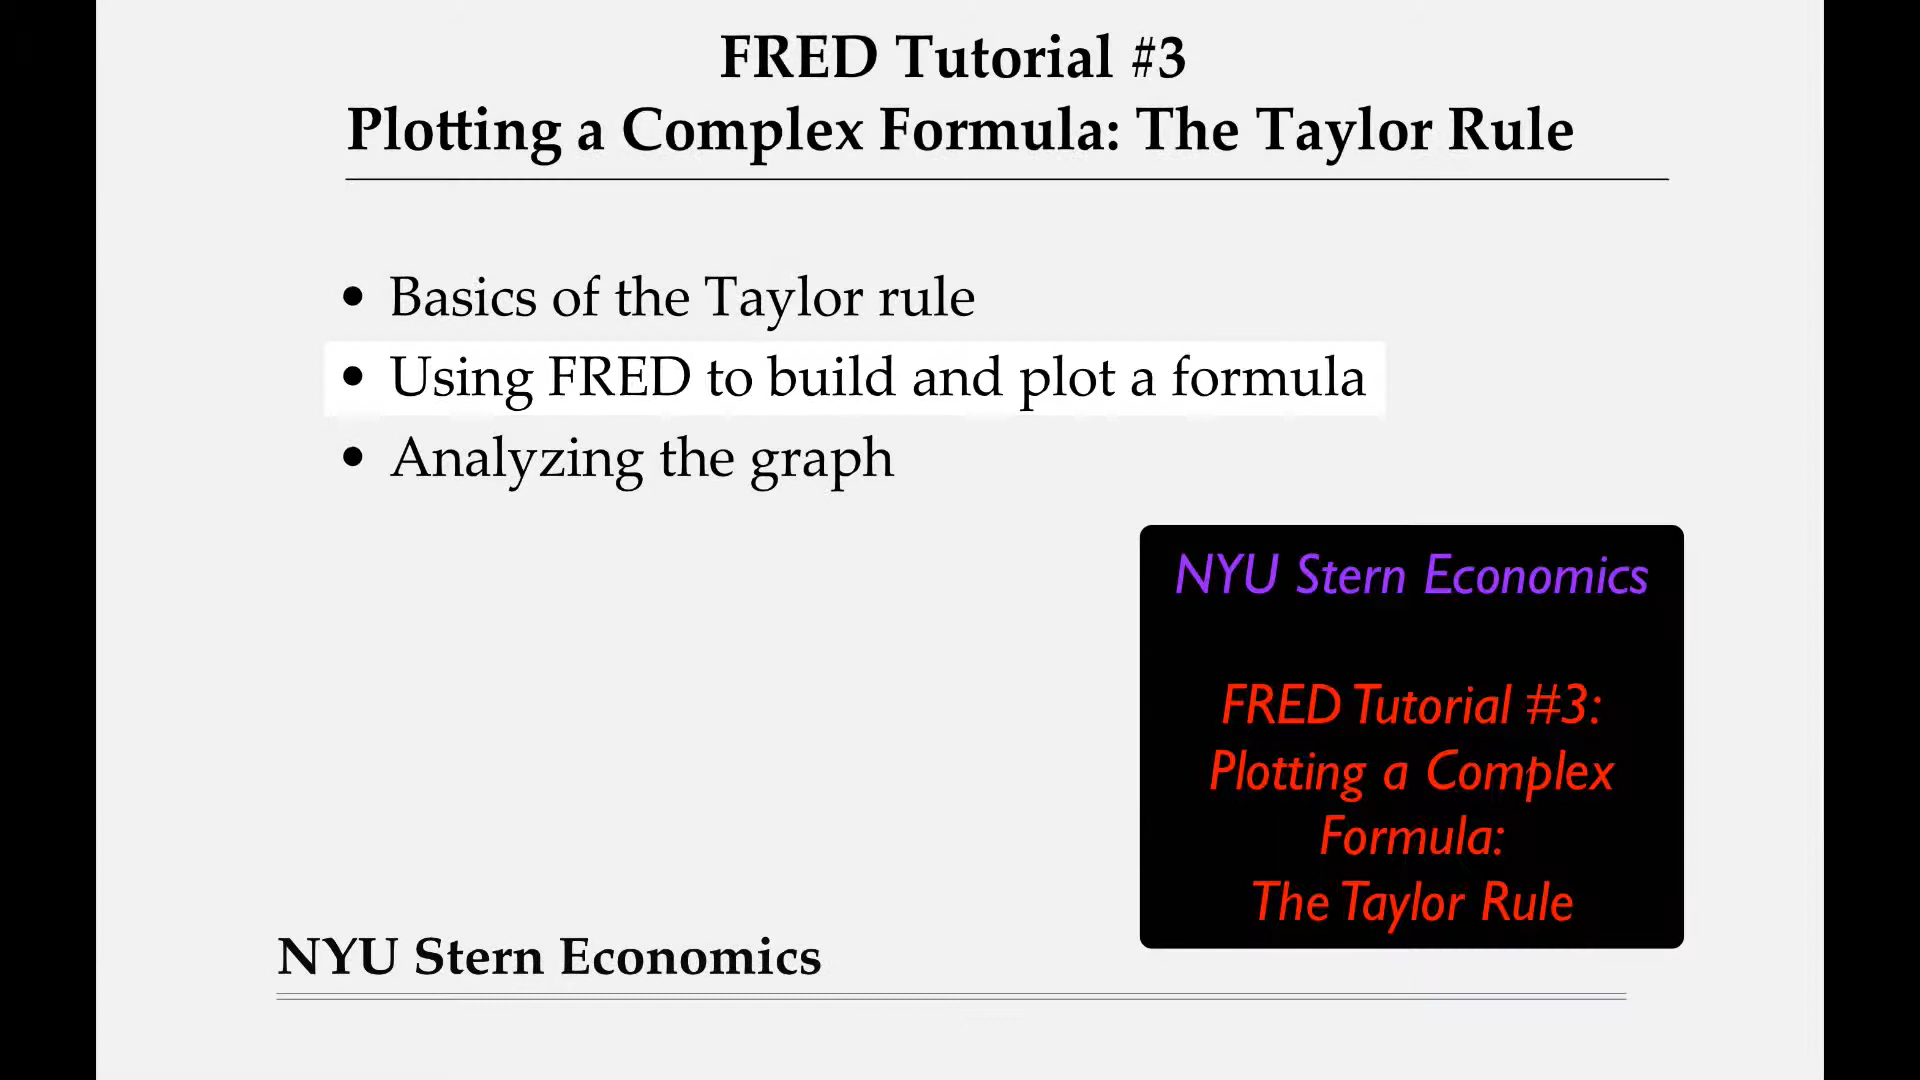 FRED Tutorial #3
Plotting a Complex Formula: The Taylor Rule
• Basics of the Taylor rule
• Using FRED to build and plot a formula
• Analyzing the graph
NYU Stern Economics
FRED Tutorial #3:
Plotting a Complex
Formula:
The Taylor Rule
NYU Stern Economics